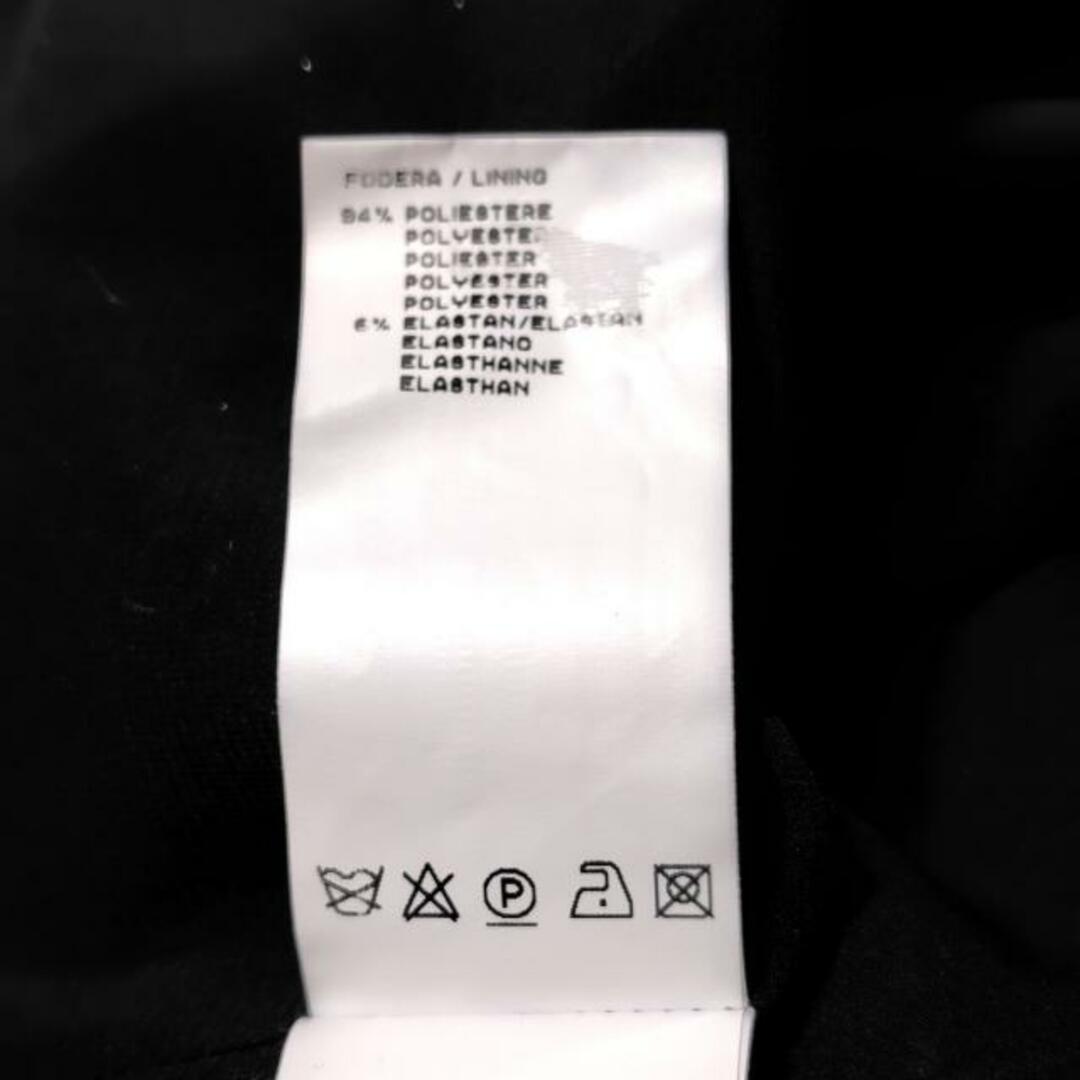 FODERA / LINING
94% POLIESTERE
POLYESTER
POLIESTER
POLYESTER
POLYESTER
6% ELASTAN/ELASTAN
ELASTANO
ELASTHANNE
ELASTHAN
P